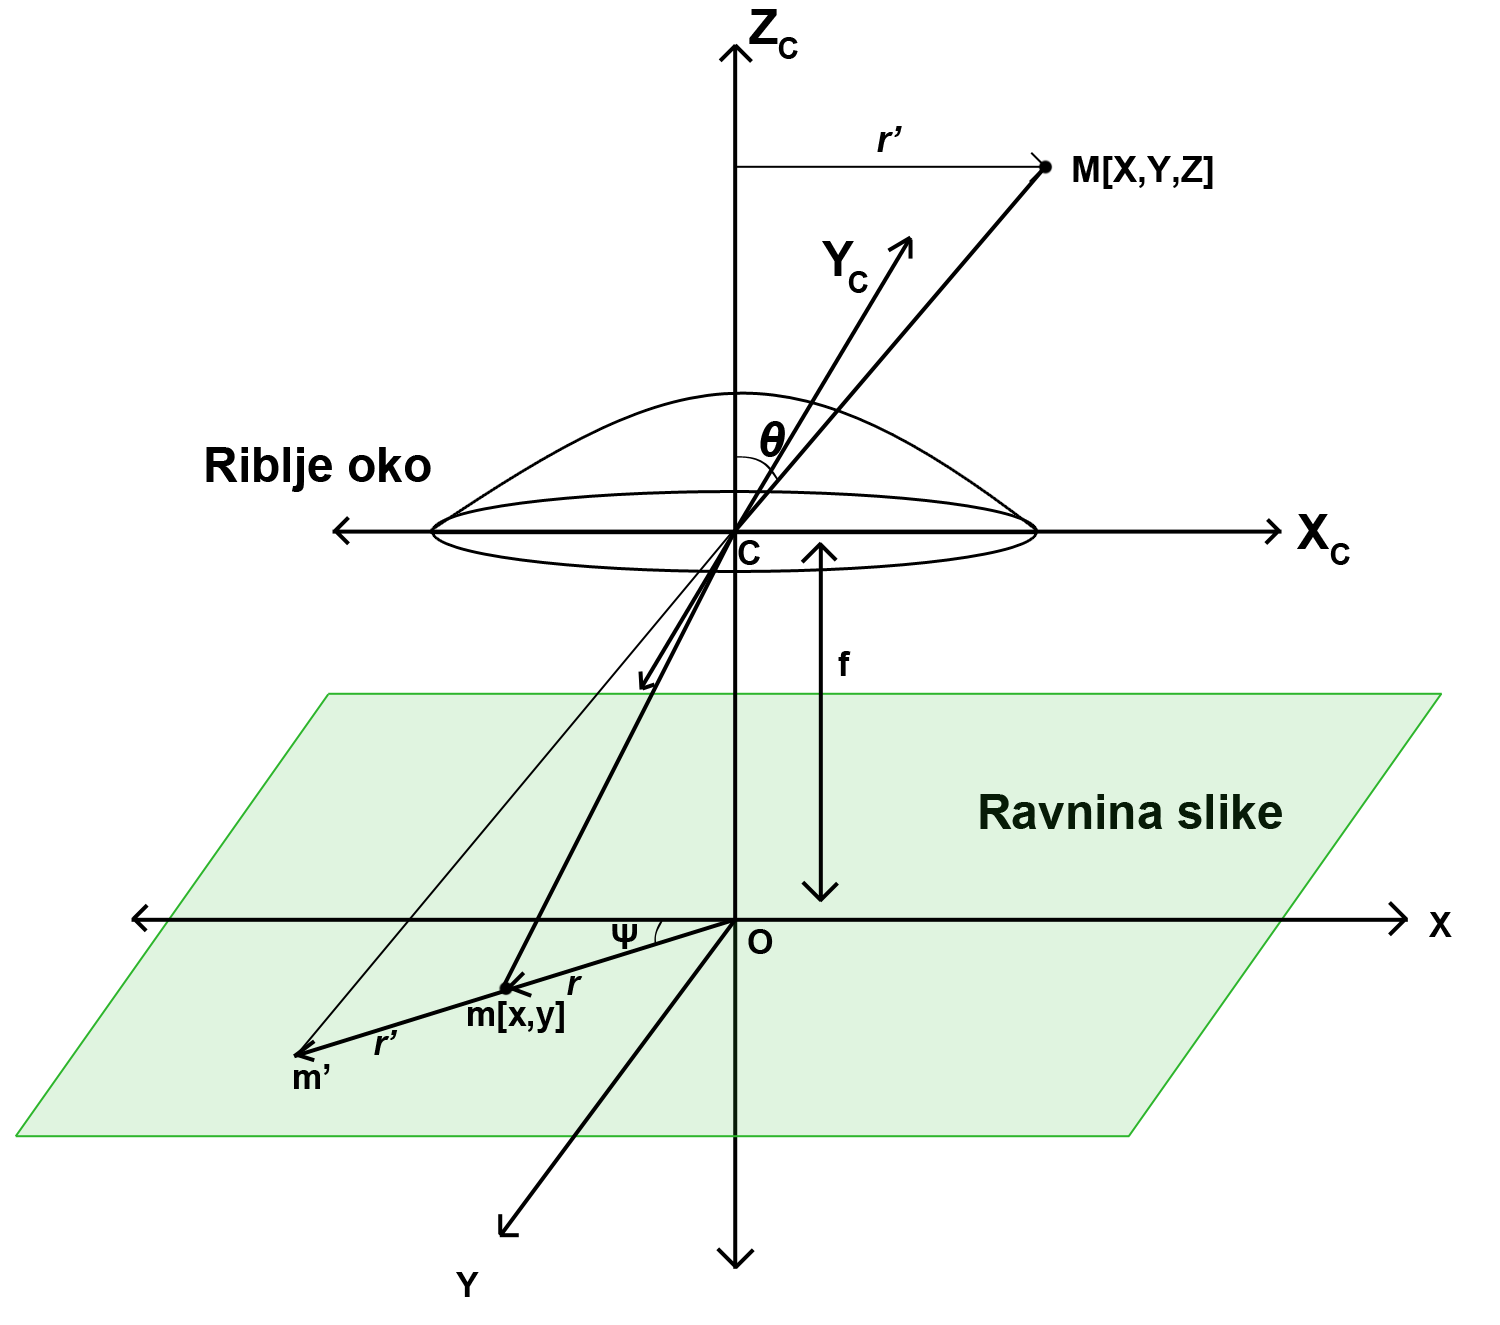 Z_C
r’
M[X,Y,Z]
Y_C
θ
Riblje oko
X_C
C
f
Ravnina slike
X
Ψ
O
r
m[x,y]
r’
m’
Y